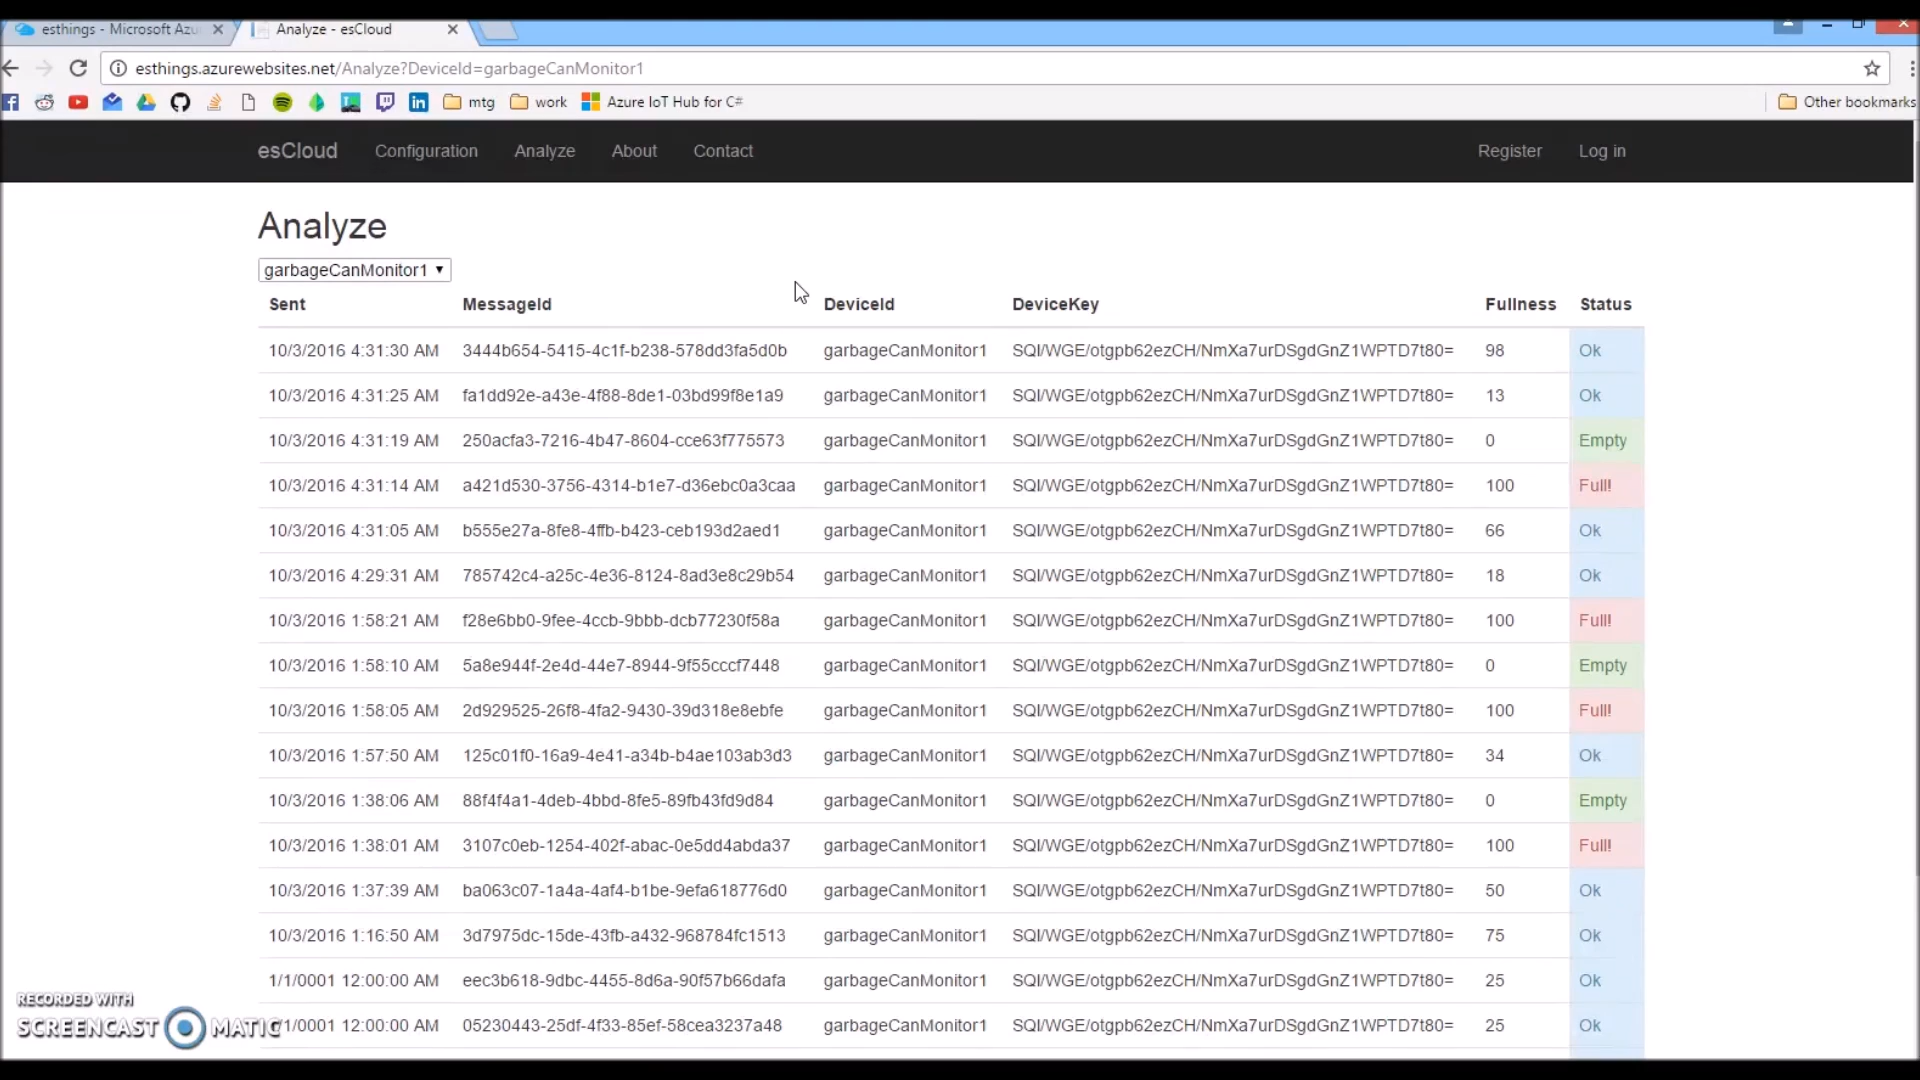 esthings - Microsoft Azu
Analyze - esCloud
esthings.azurewebsites.net/Analyze?DeviceId=garbageCanMonitor1
mtg work Azure IoT Hub for C# Other bookmarks
esCloud Configuration Analyze About Contact Register Log in
Analyze
garbageCanMonitor1
Sent MessageId DeviceId DeviceKey Fullness Status
10/3/2016 4:31:30 AM 3444b654-5415-4c1f-b238-578dd3fa5d0b garbageCanMonitor1 SQI/WGE/otgpb62ezCH/NmXa7urDSgdGnZ1WPTD7t80= 98 Ok
10/3/2016 4:31:25 AM fa1dd92e-a43e-4f88-8de1-03bd99f8e1a9 garbageCanMonitor1 SQI/WGE/otgpb62ezCH/NmXa7urDSgdGnZ1WPTD7t80= 13 Ok
10/3/2016 4:31:19 AM 250acfa3-7216-4b47-8604-cce63f775573 garbageCanMonitor1 SQI/WGE/otgpb62ezCH/NmXa7urDSgdGnZ1WPTD7t80= 0 Empty
10/3/2016 4:31:14 AM a421d530-3756-4314-b1e7-d36ebc0a3caa garbageCanMonitor1 SQI/WGE/otgpb62ezCH/NmXa7urDSgdGnZ1WPTD7t80= 100 Full!
10/3/2016 4:31:05 AM b555e27a-8fe8-4ffb-b423-ceb193d2aed1 garbageCanMonitor1 SQI/WGE/otgpb62ezCH/NmXa7urDSgdGnZ1WPTD7t80= 66 Ok
10/3/2016 4:29:31 AM 785742c4-a25c-4e36-8124-8ad3e8c29b54 garbageCanMonitor1 SQI/WGE/otgpb62ezCH/NmXa7urDSgdGnZ1WPTD7t80= 18 Ok
10/3/2016 1:58:21 AM f28e6bb0-9fee-4ccb-9bbb-dcb77230f58a garbageCanMonitor1 SQI/WGE/otgpb62ezCH/NmXa7urDSgdGnZ1WPTD7t80= 100 Full!
10/3/2016 1:58:10 AM 5a8e944f-2e4d-44e7-8944-9f55cccf7448 garbageCanMonitor1 SQI/WGE/otgpb62ezCH/NmXa7urDSgdGnZ1WPTD7t80= 0 Empty
10/3/2016 1:58:05 AM 2d929525-26f8-4fa2-9430-39d318e8ebfe garbageCanMonitor1 SQI/WGE/otgpb62ezCH/NmXa7urDSgdGnZ1WPTD7t80= 100 Full!
10/3/2016 1:57:50 AM 125c01f0-16a9-4e41-a34b-b4ae103ab3d3 garbageCanMonitor1 SQI/WGE/otgpb62ezCH/NmXa7urDSgdGnZ1WPTD7t80= 34 Ok
10/3/2016 1:38:06 AM 88f4f4a1-4deb-4bbd-8fe5-89fb43fd9d84 garbageCanMonitor1 SQI/WGE/otgpb62ezCH/NmXa7urDSgdGnZ1WPTD7t80= 0 Empty
10/3/2016 1:38:01 AM 3107c0eb-1254-402f-abac-0e5dd4abda37 garbageCanMonitor1 SQI/WGE/otgpb62ezCH/NmXa7urDSgdGnZ1WPTD7t80= 100 Full!
10/3/2016 1:37:39 AM ba063c07-1a4a-4af4-b1be-9efa618776d0 garbageCanMonitor1 SQI/WGE/otgpb62ezCH/NmXa7urDSgdGnZ1WPTD7t80= 50 Ok
10/3/2016 1:16:50 AM 3d7975dc-15de-43fb-a432-968784fc1513 garbageCanMonitor1 SQI/WGE/otgpb62ezCH/NmXa7urDSgdGnZ1WPTD7t80= 75 Ok
1/1/0001 12:00:00 AM eec3b618-9dbc-4455-8d6a-90f57b66dafa garbageCanMonitor1 SQI/WGE/otgpb62ezCH/NmXa7urDSgdGnZ1WPTD7t80= 25 Ok
/1/0001 12:00:00 AM 05230443-25df-4f33-85ef-58cea3237a48 garbageCanMonitor1 SQI/WGE/otgpb62ezCH/NmXa7urDSgdGnZ1WPTD7t80= 25 Ok
RECORDED WITH
SCREENCAST MATIC